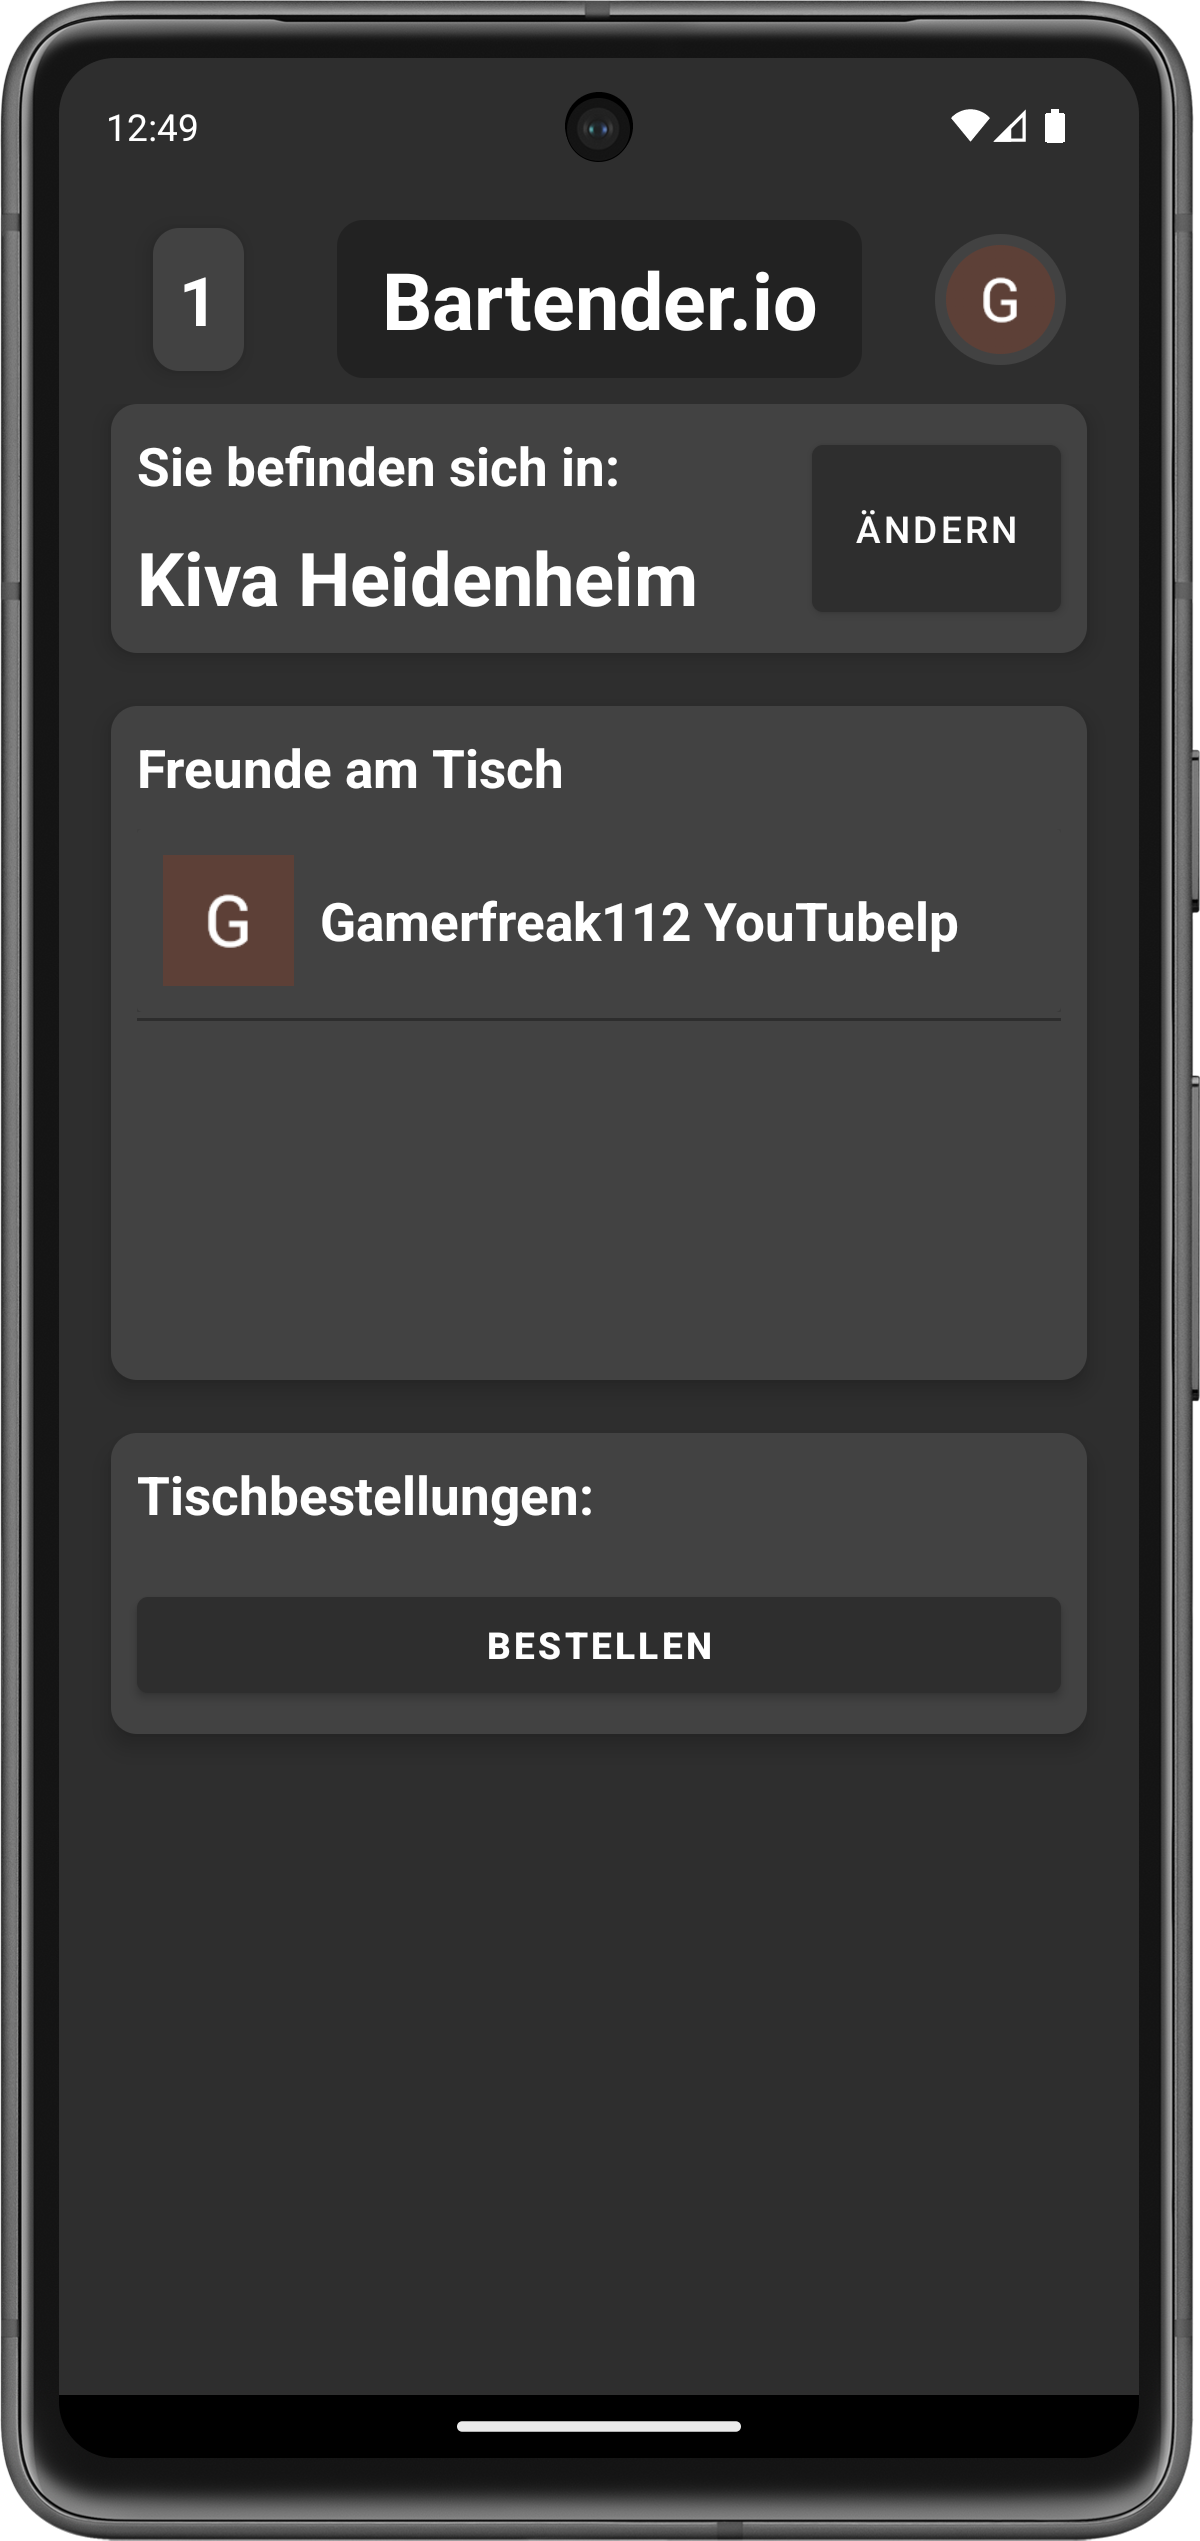 12:49
1
Bartender.io
G
Sie befinden sich in:
Kiva Heidenheim
ÄNDERN
Freunde am Tisch
G
Gamerfreak112 YouTubelp
Tischbestellungen:
BESTELLEN